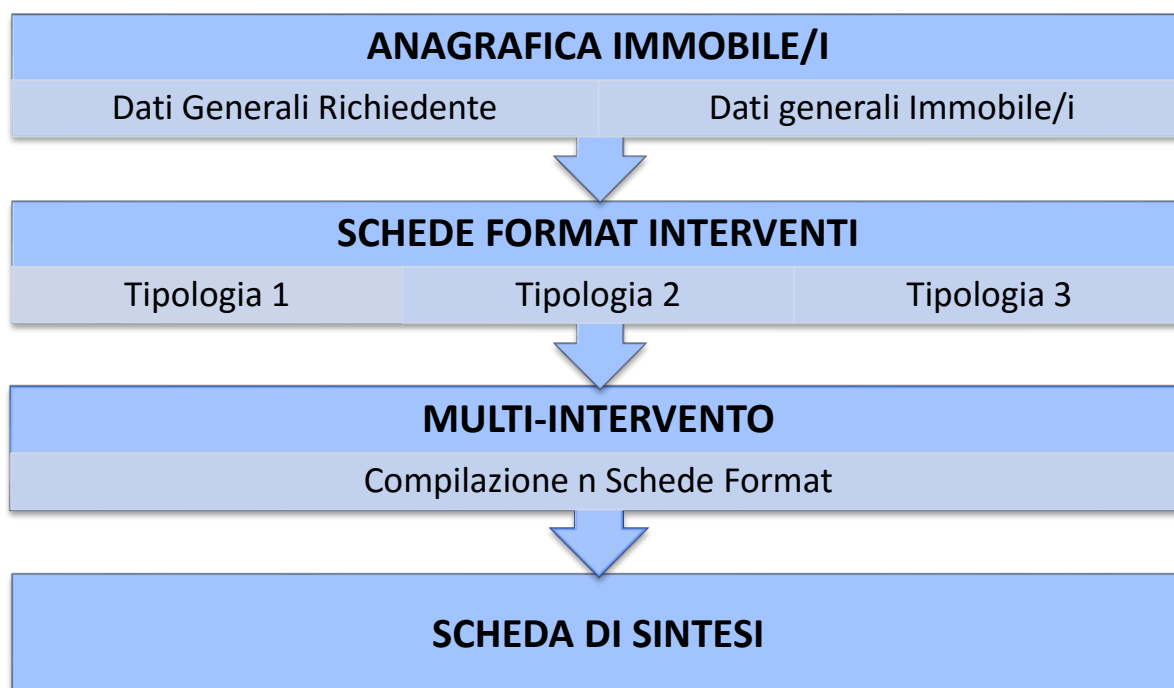 ANAGRAFICA IMMOBILE/I
Dati Generali Richiedente
Dati generali Immobile/i
SCHEDE FORMAT INTERVENTI
Tipologia 1
Tipologia 2
Tipologia 3
MULTI-INTERVENTO
Compilazione n Schede Format
SCHEDA DI SINTESI